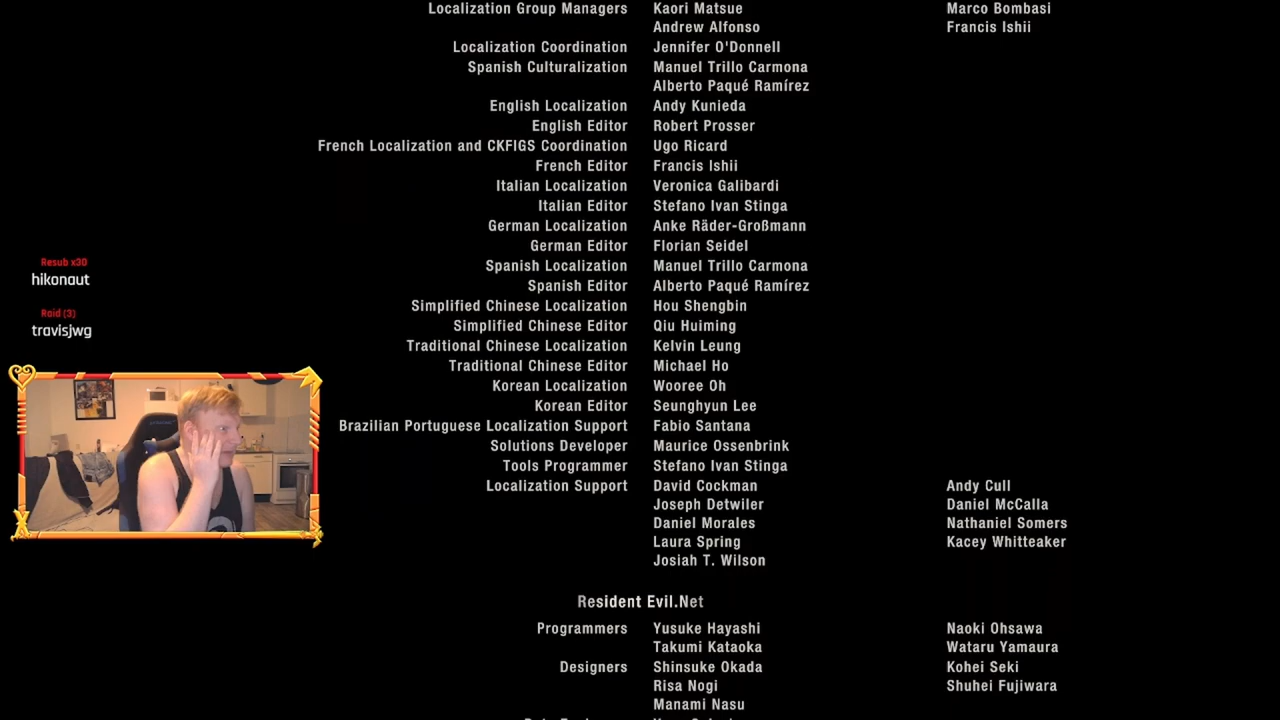 Localization Group Managers Kaori Matsue Marco Bombasi
Andrew Alfonso Francis Ishii
Localization Coordination Jennifer O'Donnell
Spanish Culturalization Manuel Trillo Carmona
Alberto Paqué Ramírez
English Localization Andy Kunieda
English Editor Robert Prosser
French Localization and CKFIGS Coordination Ugo Ricard
French Editor Francis Ishii
Italian Localization Veronica Galibardi
Italian Editor Stefano Ivan Stinga
German Localization Anke Räder-Großmann
German Editor Florian Seidel
Spanish Localization Manuel Trillo Carmona
Spanish Editor Alberto Paqué Ramírez
Simplified Chinese Localization Hou Shengbin
Simplified Chinese Editor Qiu Huiming
Traditional Chinese Localization Kelvin Leung
Traditional Chinese Editor Michael Ho
Korean Localization Wooree Oh
Korean Editor Seunghyun Lee
Brazilian Portuguese Localization Support Fabio Santana
Solutions Developer Maurice Ossenbrink
Tools Programmer Stefano Ivan Stinga
Localization Support David Cockman Andy Cull
Joseph Detwiler Daniel McCalla
Daniel Morales Nathaniel Somers
Laura Spring Kacey Whitteaker
Josiah T. Wilson
Resident Evil.Net
Programmers Yusuke Hayashi Naoki Ohsawa
Takumi Kataoka Wataru Yamaura
Designers Shinsuke Okada Kohei Seki
Risa Nogi Shuhei Fujiwara
Manami Nasu
Resub x30
hikonaut
Raid (3)
travisjwg